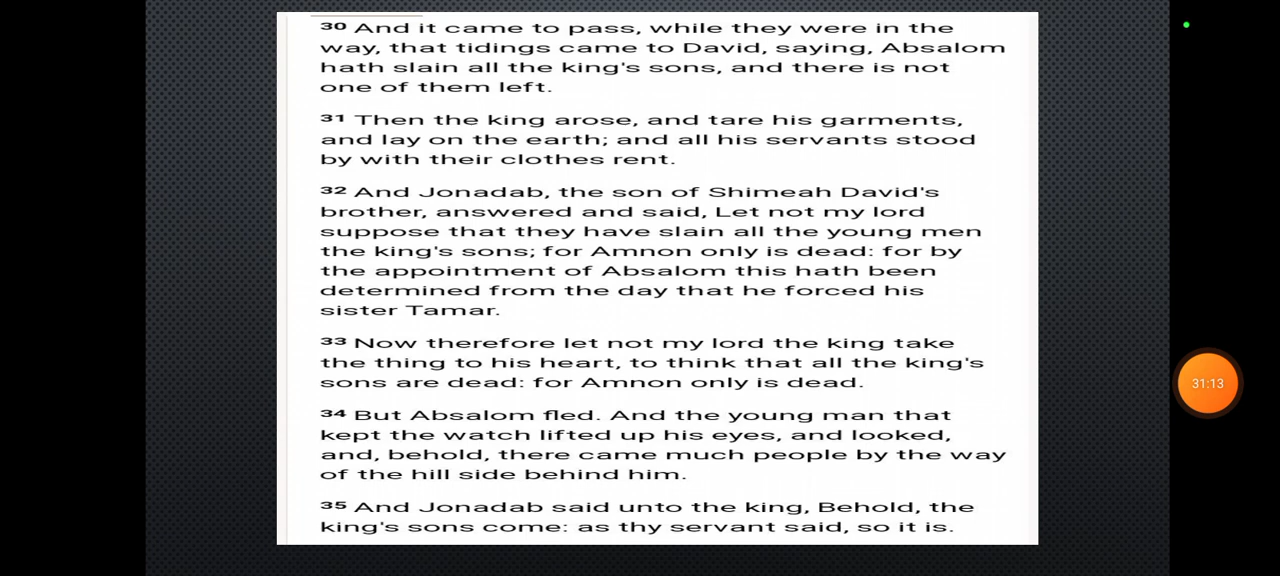 30 And it came to pass, while they were in the
way, that tidings came to David, saying, Absalom
hath slain all the king's sons, and there is not
one of them left.
31 Then the king arose, and tare his garments,
and lay on the earth; and all his servants stood
by with their clothes rent.
32 And Jonadab, the son of Shimeah David's
brother, answered and said, Let not my lord
suppose that they have slain all the young men
the king's sons; for Amnon only is dead: for by
the appointment of Absalom this hath been
determined from the day that he forced his
sister Tamar.
33 Now therefore let not my lord the king take
the thing to his heart, to think that all the king's
sons are dead: for Amnon only is dead.
34 But Absalom fled. And the young man that
kept the watch lifted up his eyes, and looked,
and, behold, there came much people by the way
of the hill side behind him.
35 And Jonadab said unto the king, Behold, the
king's sons come: as thy servant said, so it is.
31:13